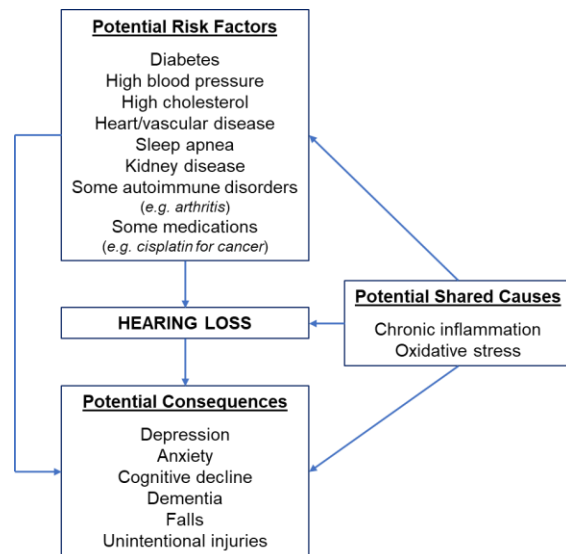 Potential Risk Factors
Diabetes
High blood pressure
High cholesterol
Heart/vascular disease
Sleep apnea
Kidney disease
Some autoimmune disorders
(e.g. arthritis)
Some medications
(e.g. cisplatin for cancer)
HEARING LOSS
Potential Shared Causes
Chronic inflammation
Oxidative stress
Potential Consequences
Depression
Anxiety
Cognitive decline
Dementia
Falls
Unintentional injuries